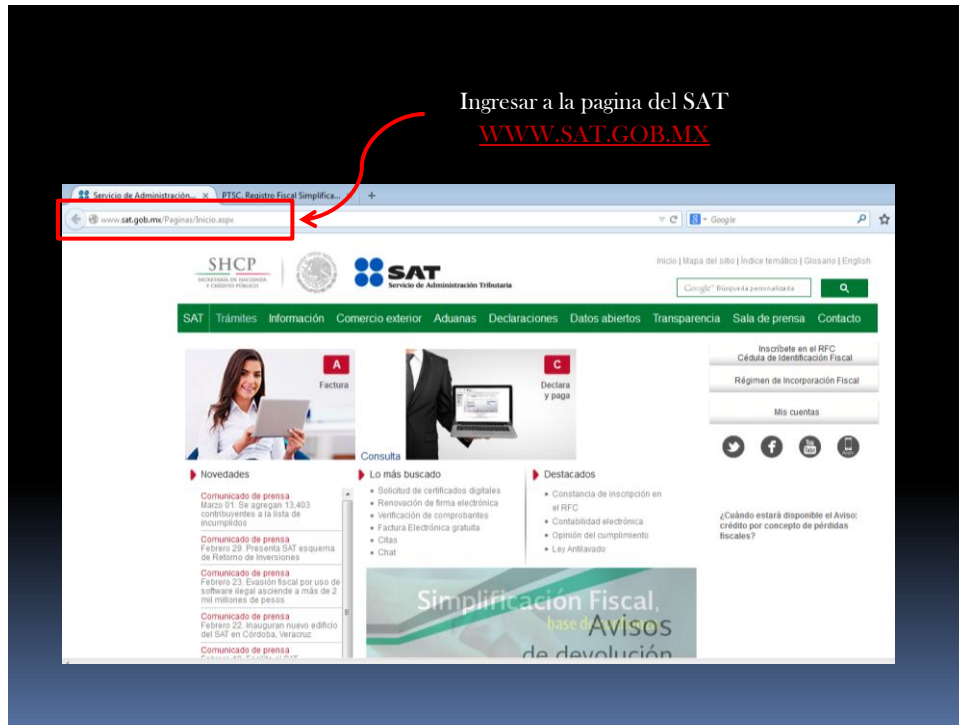 Ingresar a la pagina del SAT
WWW.SAT.GOB.MX
Servicio de Administración... ×
PTSC. Registro Fiscal Simplifica...
+
www.sat.gob.mx/Paginas/Inicio.aspx
Google
SHCP
SECRETARÍA DE HACIENDA
Y CRÉDITO PÚBLICO
SAT
Servicio de Administración Tributaria
Inicio | Mapa del sitio | Índice temático | Glosario | English
Google™ Búsqueda personalizada
SAT Trámites Información Comercio exterior Aduanas Declaraciones Datos abiertos Transparencia Sala de prensa Contacto
A
Factura
C
Declara
y paga
Consulta
Inscríbete en el RFC
Cédula de Identificación Fiscal
Régimen de Incorporación Fiscal
Mis cuentas
Novedades
Comunicado de prensa
Marzo 01. Se agregan 13,403
contribuyentes a la lista de
incumplidos
Comunicado de prensa
Febrero 29. Presenta SAT esquema
de Retorno de Inversiones
Comunicado de prensa
Febrero 23. Evasión fiscal por uso de
software ilegal asciende a más de 2
mil millones de pesos
Comunicado de prensa
Febrero 22. Inauguran nuevo edificio
del SAT en Córdoba, Veracruz
Comunicado de prensa
Lo más buscado
Solicitud de certificados digitales
Renovación de firma electrónica
Verificación de comprobantes
Factura Electrónica gratuita
Citas
Chat
Destacados
Constancia de inscripción en
el RFC
Contabilidad electrónica
Opinión del cumplimiento
Ley Antilavado
¿Cuándo estará disponible el Aviso:
crédito por concepto de pérdidas
fiscales?
Simplificación Fiscal,
Avisos
de devolución